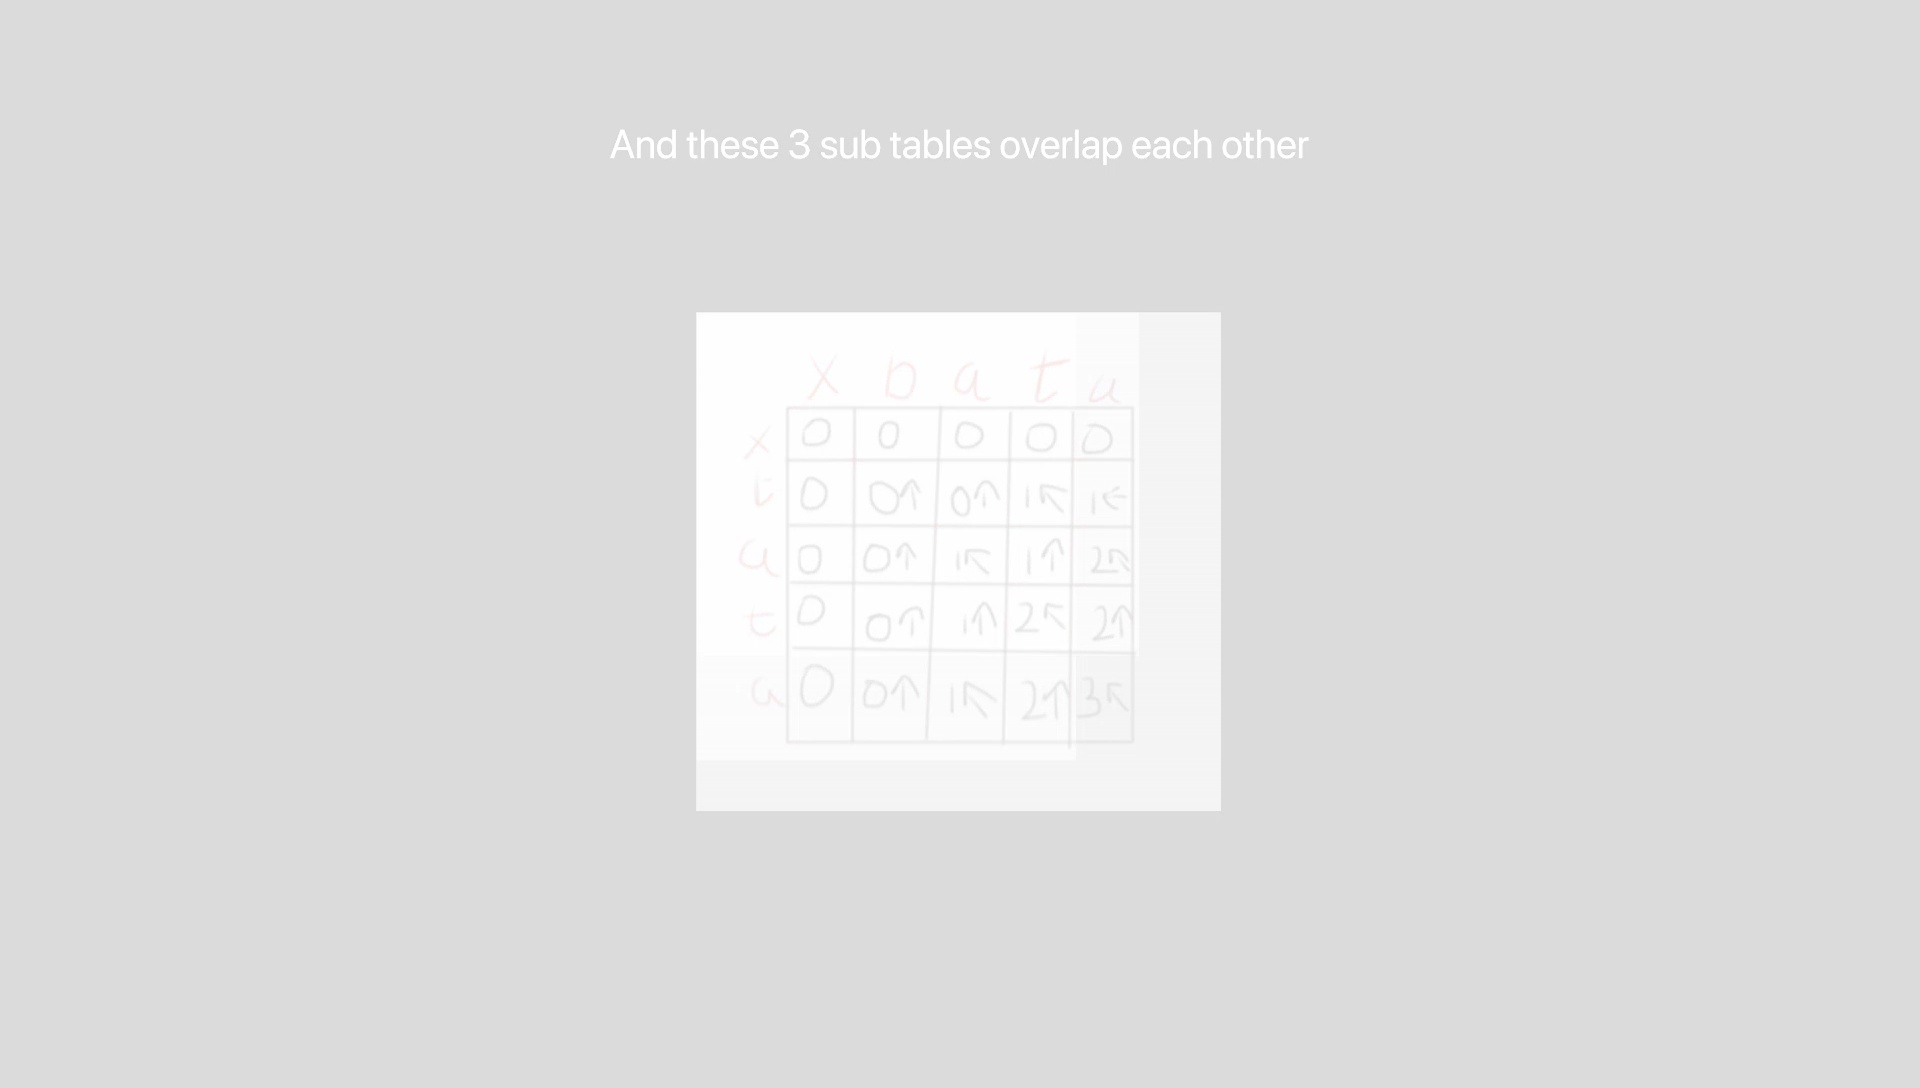 And these 3 sub tables overlap each other
x b a t a
x 0 0 0 0 0
t 0 0↑ 0↑ 1↖ 1←
a 0 0↑ 1↖ 1↑ 2↖
t 0 0↑ 1↑ 2↖ 2↑
a 0 0↑ 1↖ 2↑ 3↖